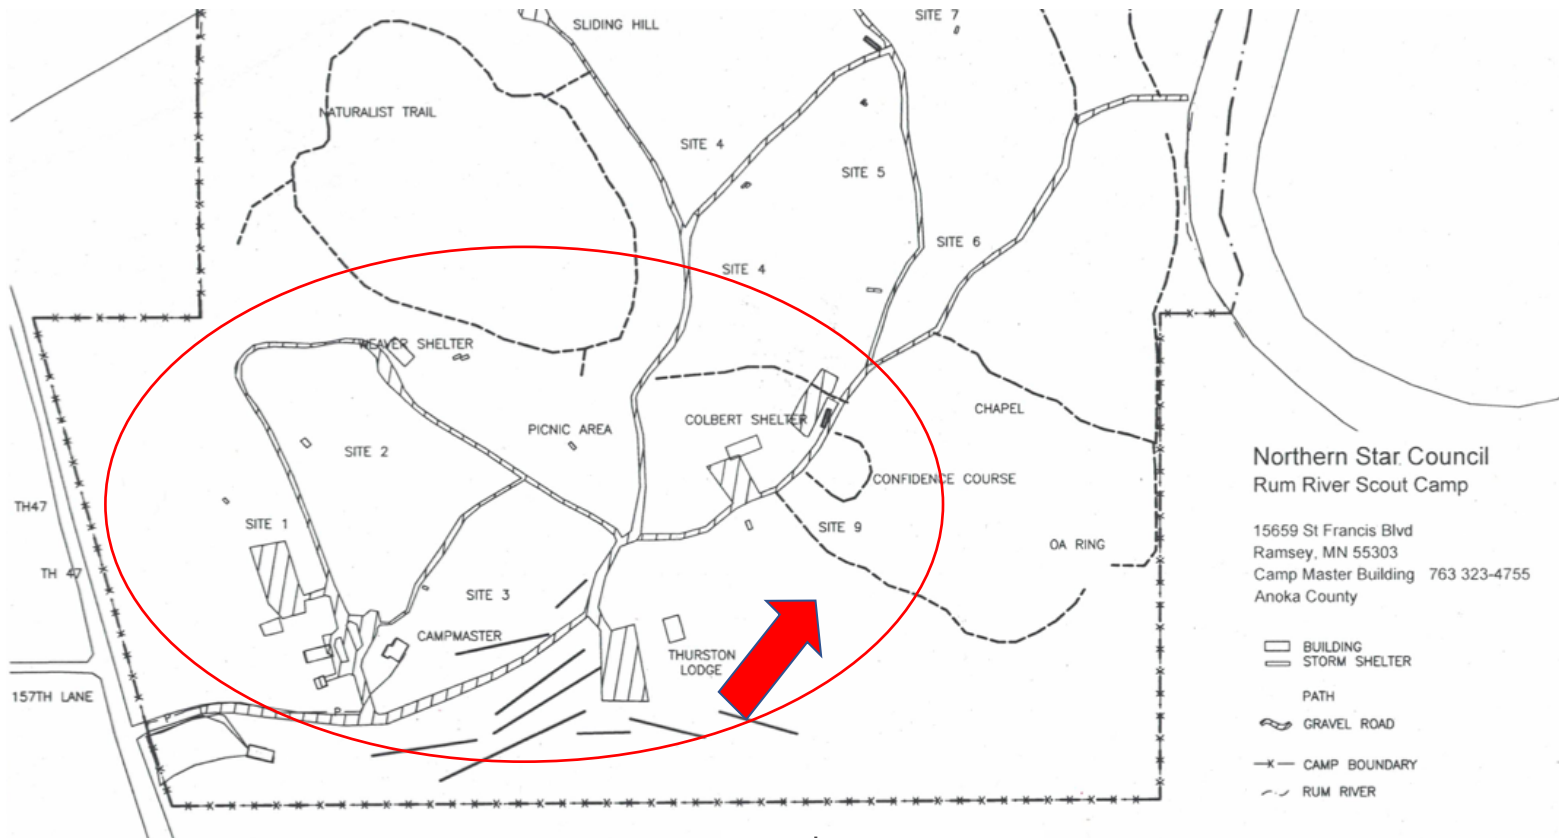 SLIDING HILL
SITE 7
NATURALIST TRAIL
SITE 4
SITE 5
SITE 6
SITE 4
WEAVER SHELTER
SITE 2
PICNIC AREA
COLBERT SHELTER
CHAPEL
CONFIDENCE COURSE
SITE 1
SITE 9
OA RING
TH47
TH 47
SITE 3
CAMPMASTER
THURSTON
LODGE
157TH LANE
P
P
Northern Star Council
Rum River Scout Camp
15659 St Francis Blvd
Ramsey, MN 55303
Camp Master Building 763 323-4755
Anoka County
BUILDING
STORM SHELTER
PATH
GRAVEL ROAD
CAMP BOUNDARY
RUM RIVER